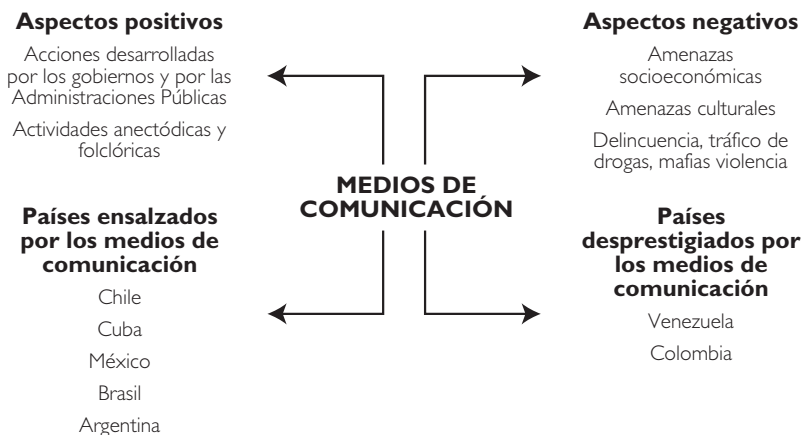 Aspectos positivos
Acciones desarrolladas
por los gobiernos y por las
Administraciones Públicas
Actividades anectódicas y
folclóricas
Aspectos negativos
Amenazas
socioeconómicas
Amenazas culturales
Delincuencia, tráfico de
drogas, mafias violencia
MEDIOS DE
COMUNICACIÓN
Países ensalzados
por los medios de
comunicación
Chile
Cuba
México
Brasil
Argentina
Países
desprestigiados por
los medios de
comunicación
Venezuela
Colombia